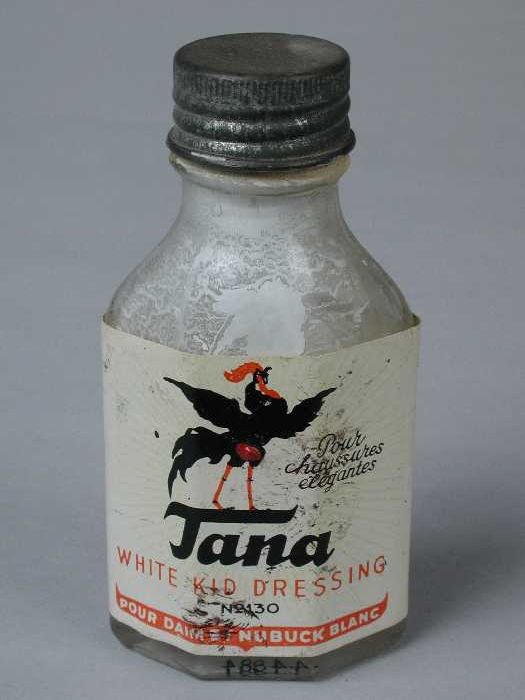 Pour
chaussures
élégantes
Tana
WHITE KID DRESSING
Nº130
POUR DAIM ET NUBUCK BLANC